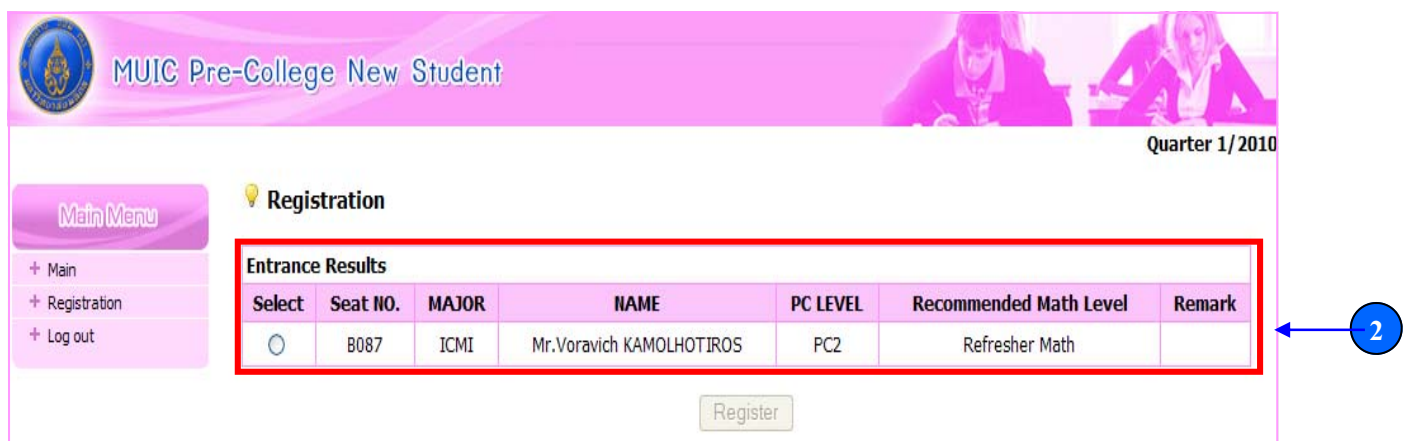 MUIC Pre-College New Student
Quarter 1/2010
Main Menu
+ Main
+ Registration
+ Log out
Registration
Entrance Results
Select Seat NO. MAJOR NAME PC LEVEL Recommended Math Level Remark
B087 ICMI Mr.Voravich KAMOLHOTIROS PC2 Refresher Math
Register
2